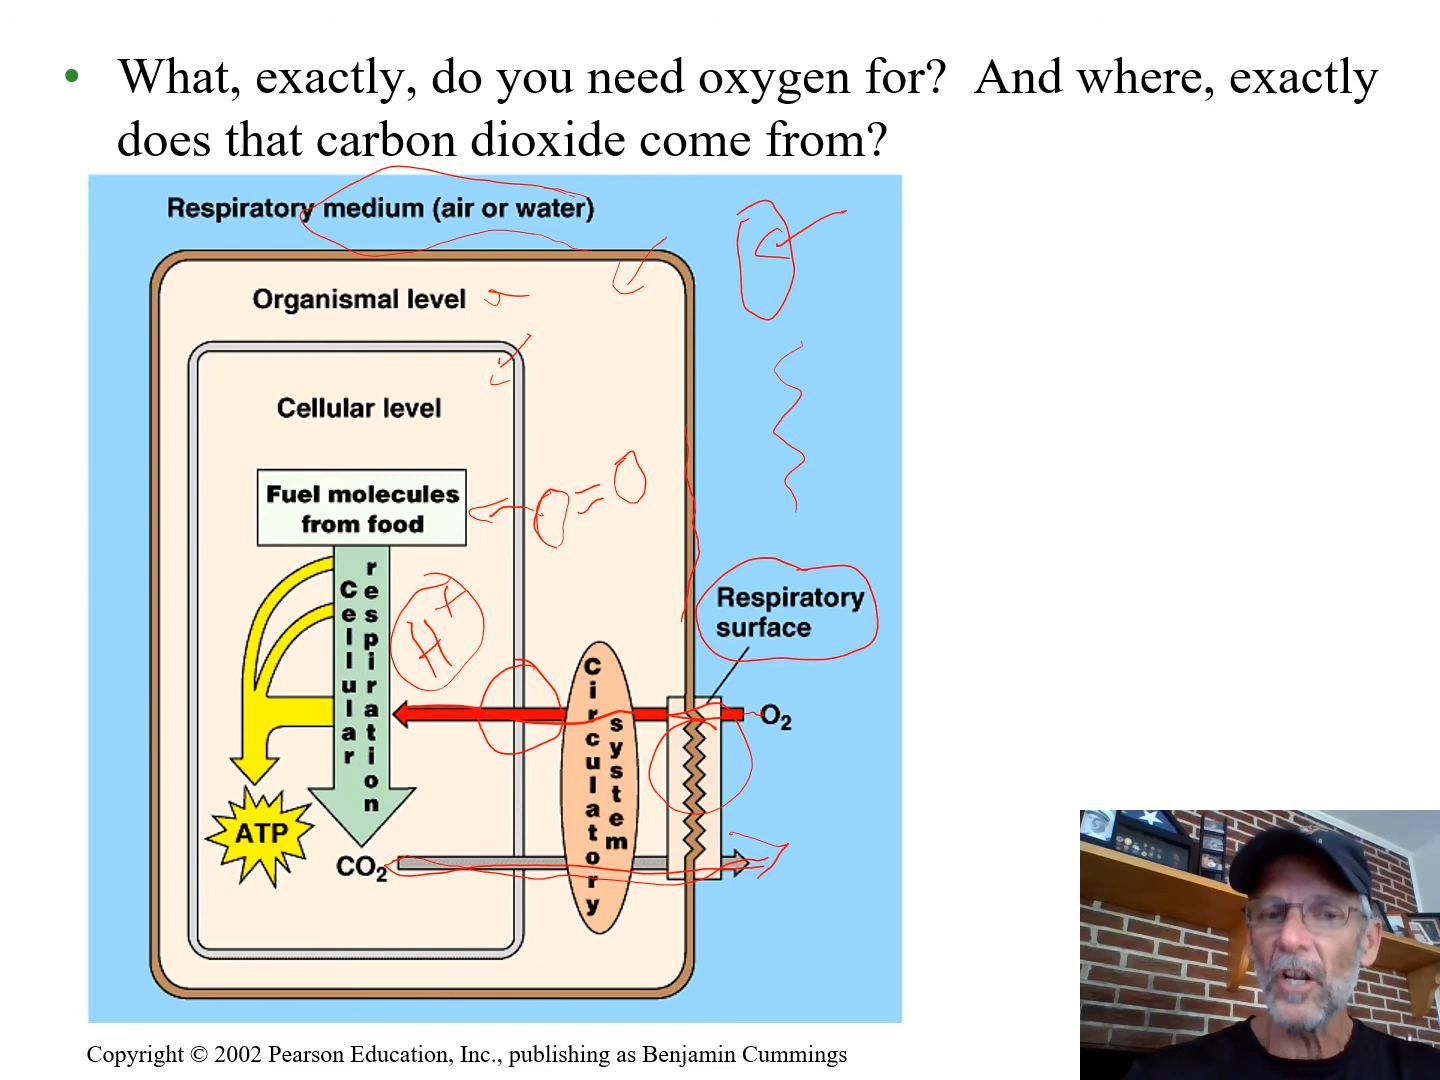 • What, exactly, do you need oxygen for?  And where, exactly
does that carbon dioxide come from?
Respiratory medium (air or water)
Organismal level
Cellular level
Fuel molecules
from food
O=O
Cellular
respiration
H+
Respiratory
surface
Circulatory
system
O2
ATP
CO2
Copyright © 2002 Pearson Education, Inc., publishing as Benjamin Cummings